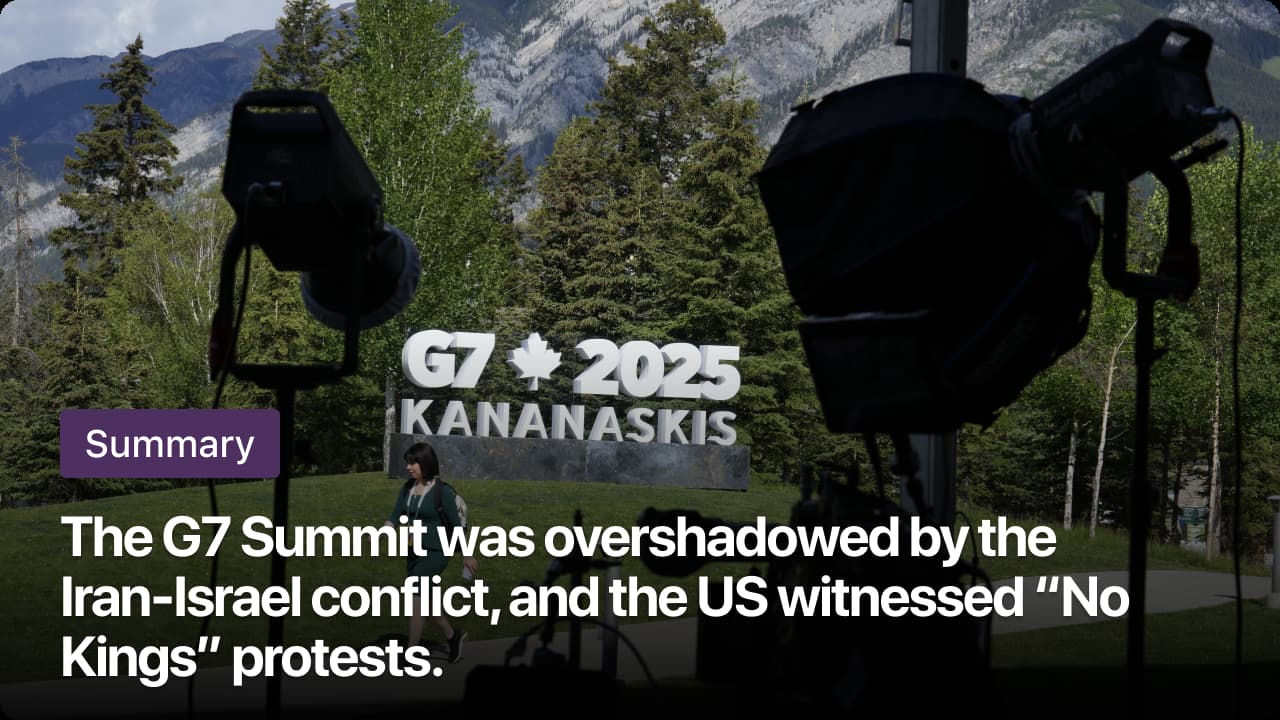 G7 2025
KANANASKIS
Summary
The G7 Summit was overshadowed by the
Iran-Israel conflict, and the US witnessed “No
Kings” protests.